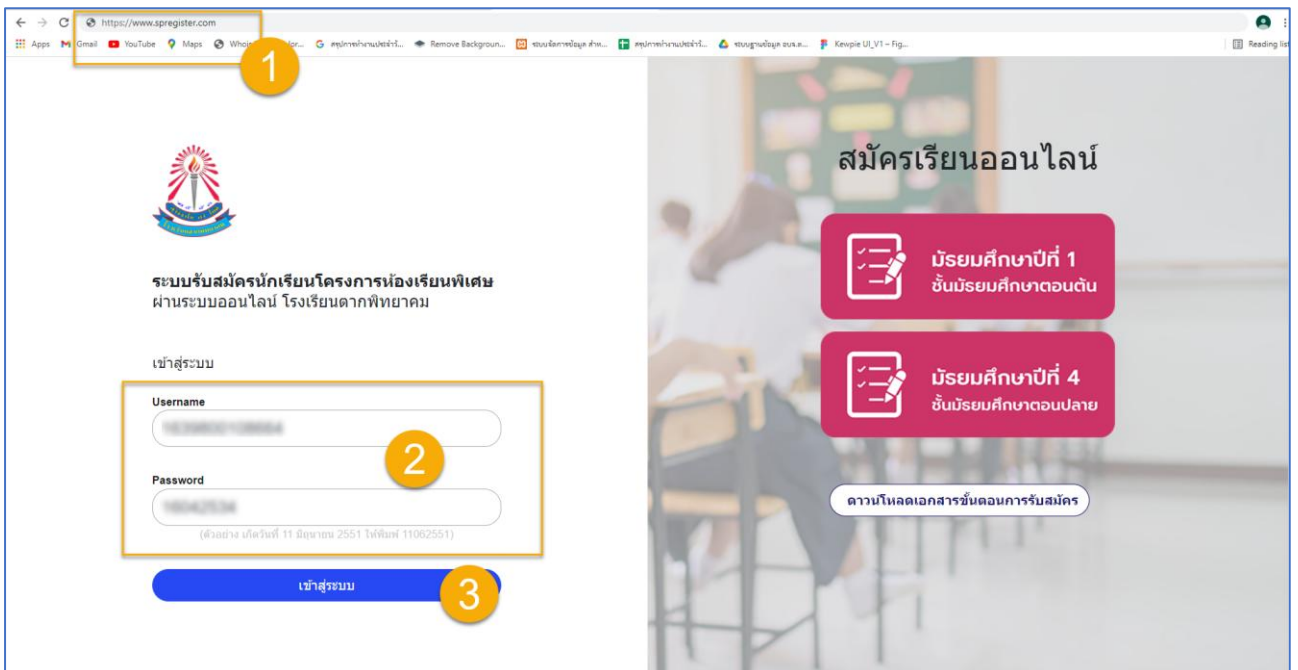 https://www.spregister.com
Apps
Gmail
YouTube
Maps
Remove Backgroun...
Kewpie UI_V1 – Fig...
Reading list
1
สมัครเรียนออนไลน์
มัธยมศึกษาปีที่ 1
ชั้นมัธยมศึกษาตอนต้น
มัธยมศึกษาปีที่ 4
ชั้นมัธยมศึกษาตอนปลาย
ดาวน์โหลดเอกสารขั้นตอนการรับสมัคร
ระบบรับสมัครนักเรียนโครงการห้องเรียนพิเศษ
ผ่านระบบออนไลน์ โรงเรียนตากพิทยาคม
เข้าสู่ระบบ
Username
2
Password
(ตัวอย่าง เกิดวันที่ 11 มิถุนายน 2551 ให้พิมพ์ 11062551)
เข้าสู่ระบบ
3